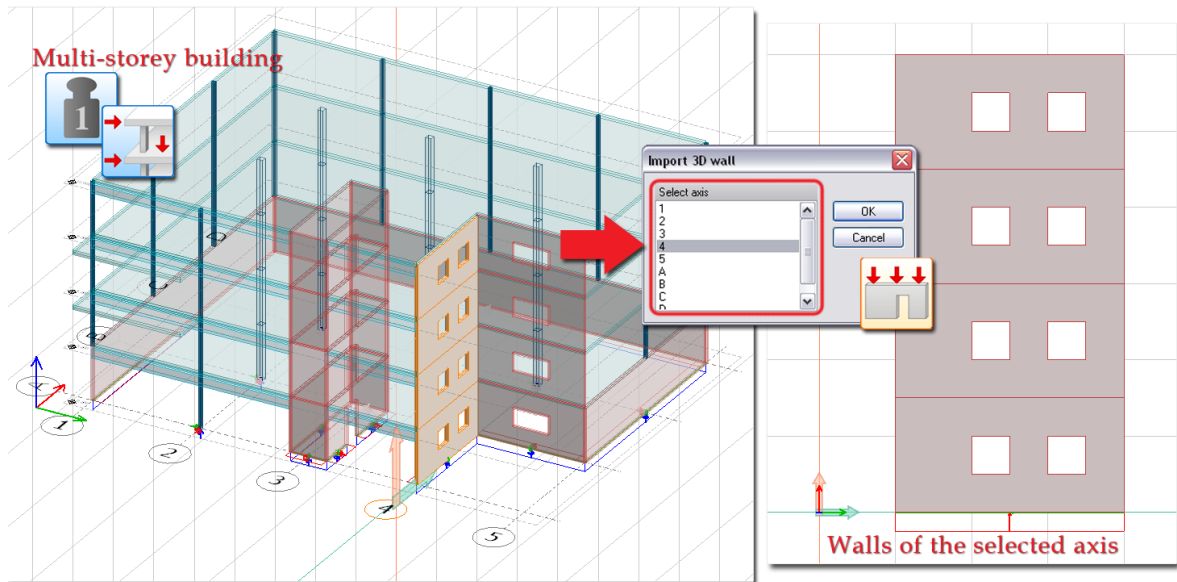 Multi-storey building
1
Import 3D wall
Select axis
1
2
3
4
5
A
B
C
D
OK
Cancel
D
C
B
A
1
2
3
4
5
Walls of the selected axis